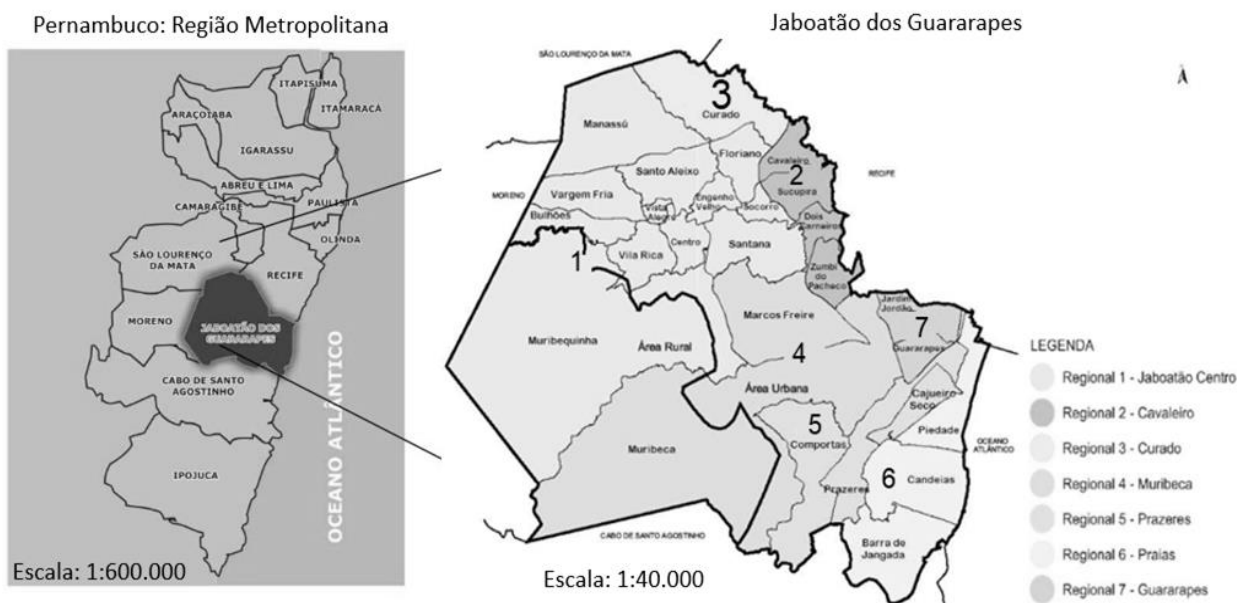 Pernambuco: Região Metropolitana
ITAPISUMA
ITAMARACÁ
ARAÇOIABA
IGARASSU
ABREU E LIMA
CAMARAGIBE
PAULISTA
OLINDA
SÃO LOURENÇO
DA MATA
RECIFE
MORENO
JABOATÃO DOS
GUARARAPES
CABO DE SANTO
AGOSTINHO
IPOJUCA
OCEANO ATLÂNTICO
Escala: 1:600.000
Jaboatão dos Guararapes
SÃO LOURENÇO DA MATA
3
Curado
Manassú
Floriano
Cavaleiro
2
Sucupira
RECIFE
Santo Aleixo
MORENO
Vargem Fria
Engenho
Velho
Socorro
Vista
Alegre
Bulhões
Dois
Carneiros
Centro
Santana
Vila Rica
1
Zumbi
do
Pacheco
Jardim
Jordão
Marcos Freire
7
Guararapes
Muribequinha
Área Rural
4
Área Urbana
Cajueiro
Seco
5
Comportas
Piedade
OCEANO
ATLÂNTICO
Muribeca
6
Candeias
Prazeres
CABO DE SANTO AGOSTINHO
Barra de
Jangada
Escala: 1:40.000
LEGENDA
Regional 1 - Jaboatão Centro
Regional 2 - Cavaleiro
Regional 3 - Curado
Regional 4 - Muribeca
Regional 5 - Prazeres
Regional 6 - Praias
Regional 7 - Guararapes